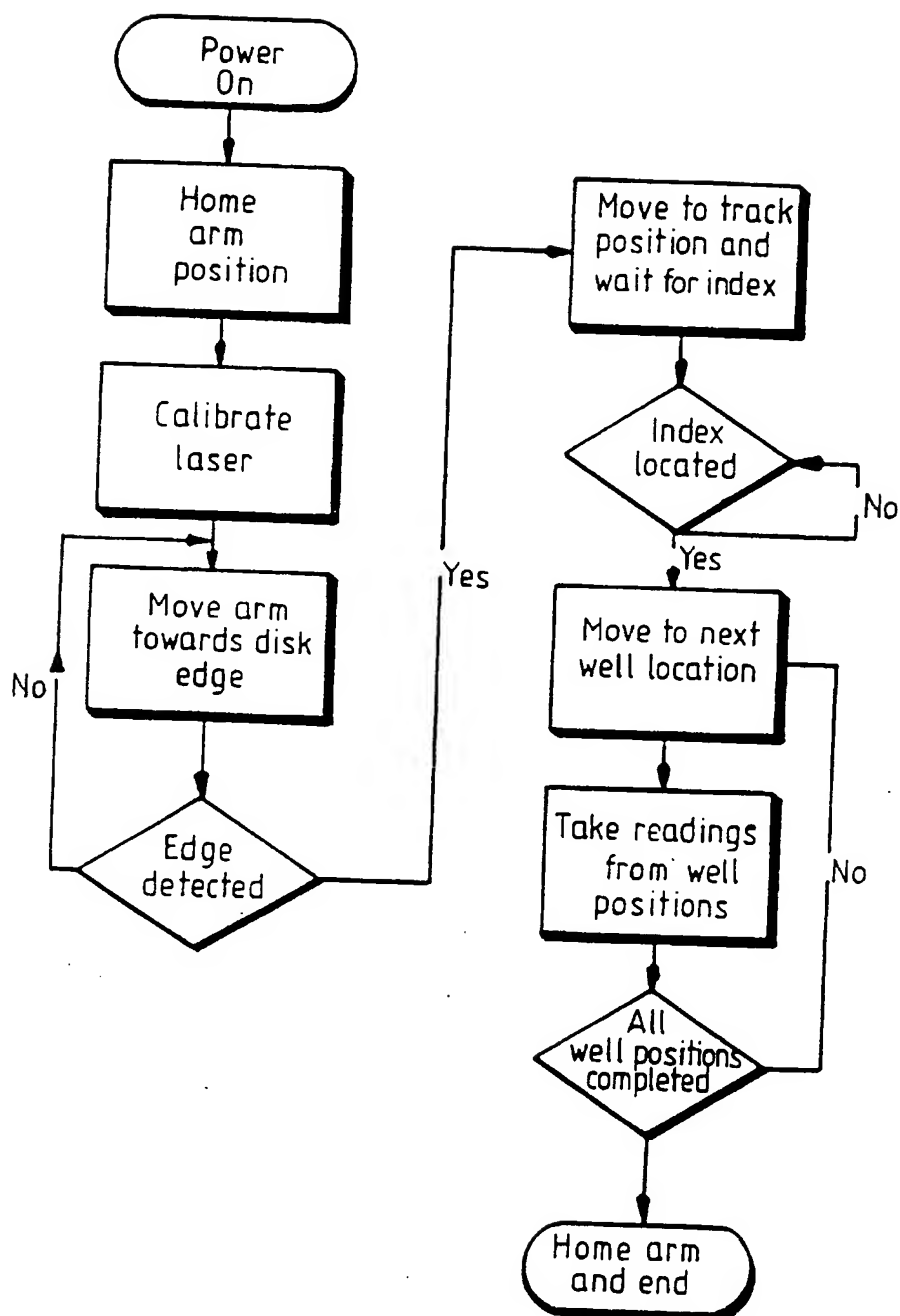 Power
On
Home
arm
position
Calibrate
laser
Move arm
towards disk
edge
No
Edge
detected
Yes
Move to track
position and
wait for index
Index
located
No
Yes
Move to next
well location
Take readings
from well
positions
No
All
well positions
completed
Home arm
and end